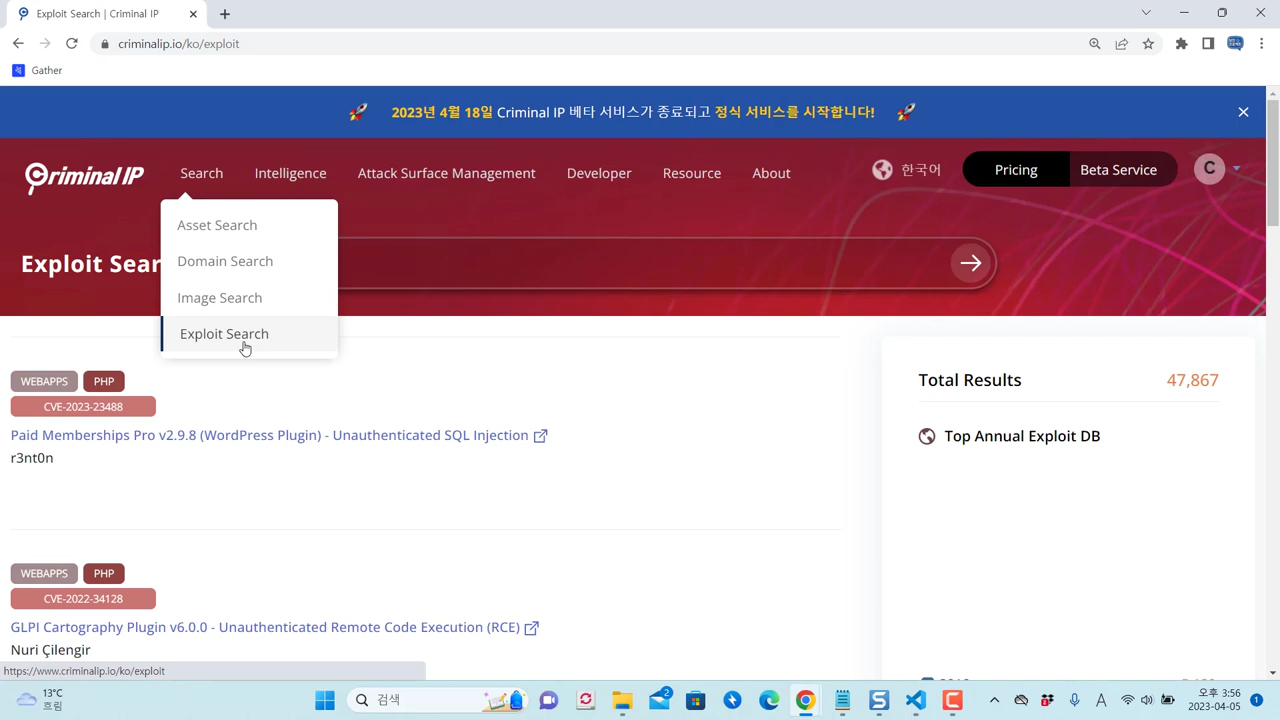 Exploit Search | Criminal IP
criminalip.io/ko/exploit
Gather
2023년 4월 18일 Criminal IP 베타 서비스가 종료되고 정식 서비스를 시작합니다!
Criminal IP
Search
Intelligence
Attack Surface Management
Developer
Resource
About
한국어
Pricing
Beta Service
C
Asset Search
Domain Search
Image Search
Exploit Search
Exploit Sear
WEBAPPS PHP
CVE-2023-23488
Paid Memberships Pro v2.9.8 (WordPress Plugin) - Unauthenticated SQL Injection
r3nt0n
WEBAPPS PHP
CVE-2022-34128
GLPI Cartography Plugin v6.0.0 - Unauthenticated Remote Code Execution (RCE)
Nuri Çilengir
Total Results 47,867
Top Annual Exploit DB
https://www.criminalip.io/ko/exploit
13°C
흐림
검색
2
A
오후 3:56
2023-04-05
1